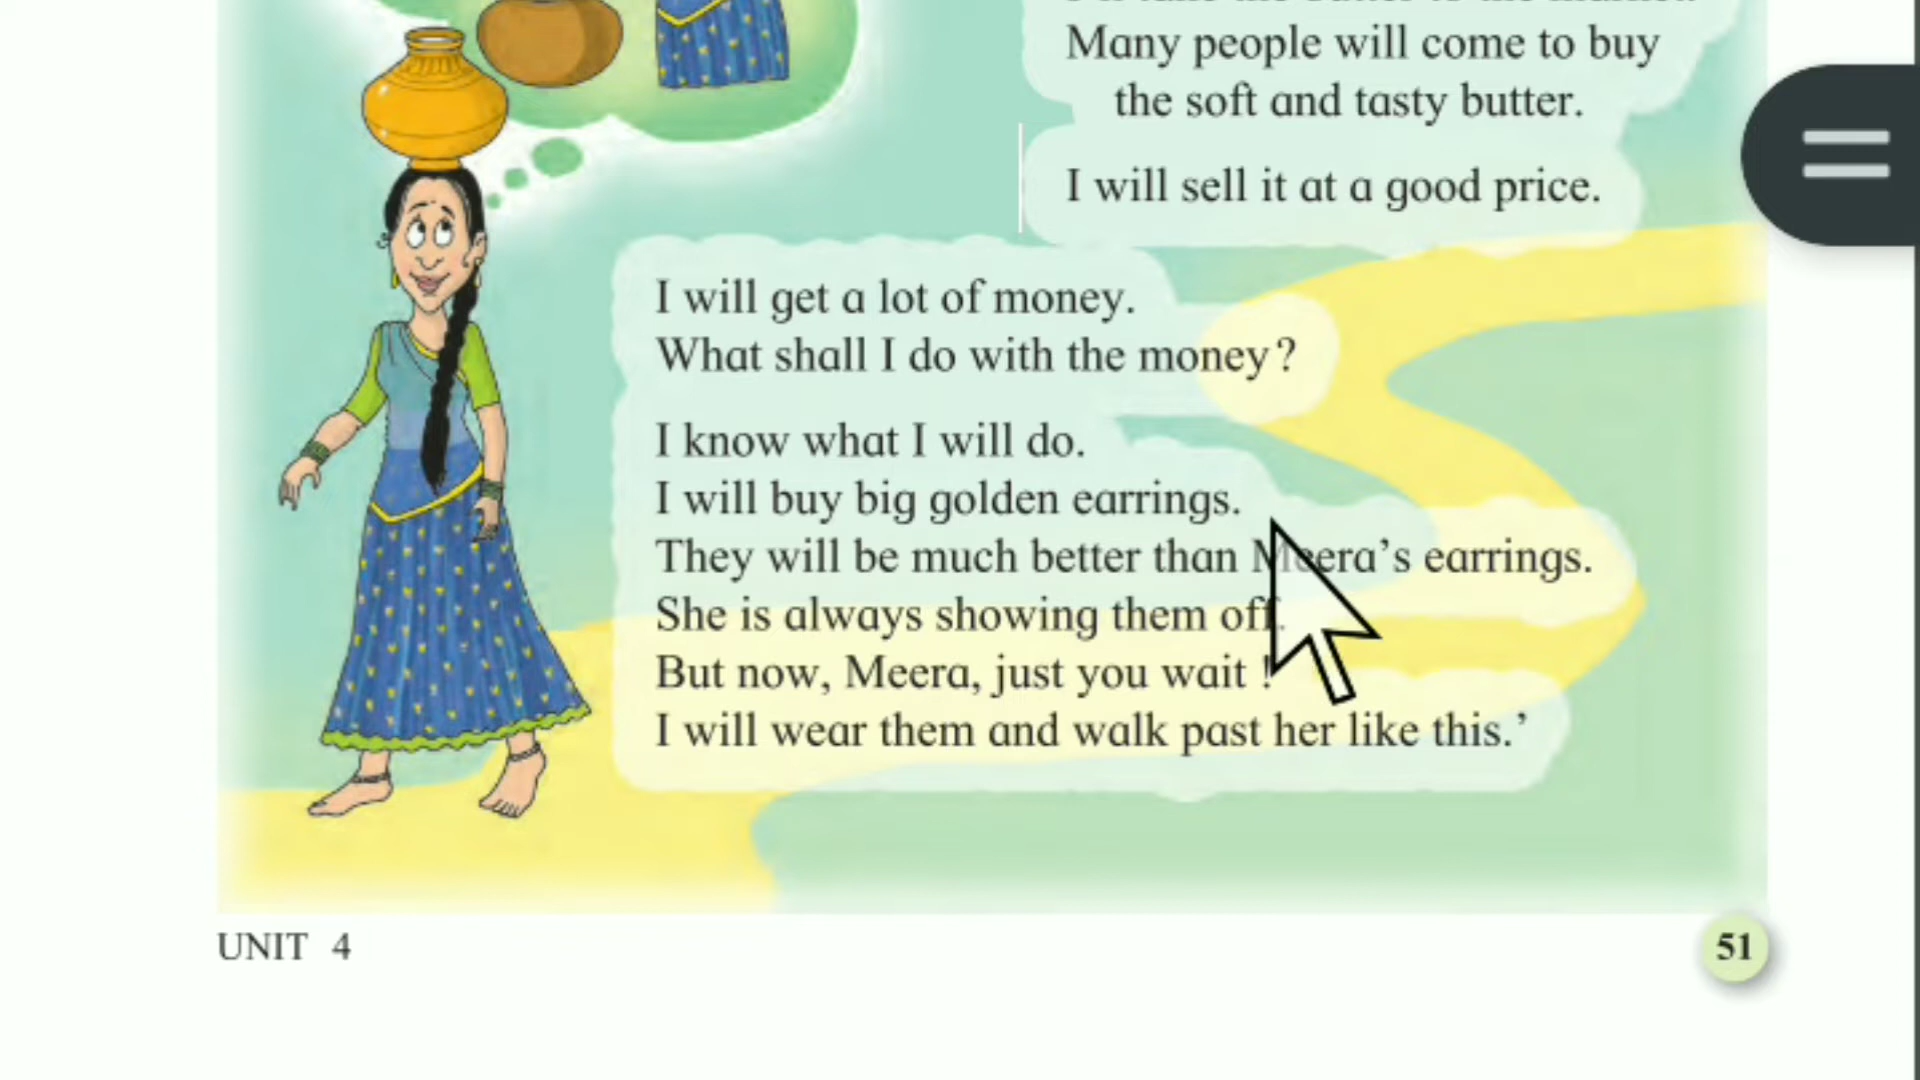 Many people will come to buy
the soft and tasty butter.
I will sell it at a good price.
I will get a lot of money.
What shall I do with the money?
I know what I will do.
I will buy big golden earrings.
They will be much better than Meera’s earrings.
She is always showing them off.
But now, Meera, just you wait !
I will wear them and walk past her like this.’
UNIT 4
51